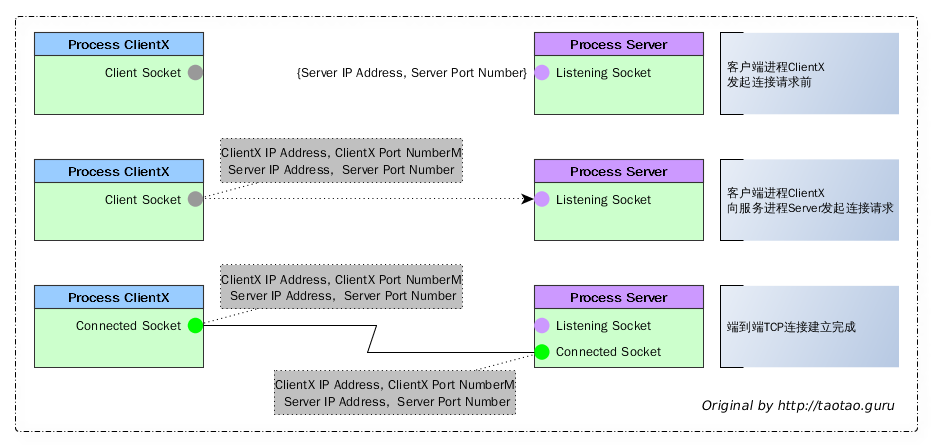 Process ClientX
Process Server
Client Socket
{Server IP Address, Server Port Number}
Listening Socket
客户端进程ClientX
发起连接请求前
ClientX IP Address, ClientX Port NumberM
Server IP Address,  Server Port Number
Process ClientX
Process Server
Client Socket
Listening Socket
客户端进程ClientX
向服务进程Server发起连接请求
ClientX IP Address, ClientX Port NumberM
Server IP Address,  Server Port Number
Process ClientX
Process Server
Connected Socket
Listening Socket
Connected Socket
端到端TCP连接建立完成
ClientX IP Address, ClientX Port NumberM
Server IP Address,  Server Port Number
Original by http://taotao.guru